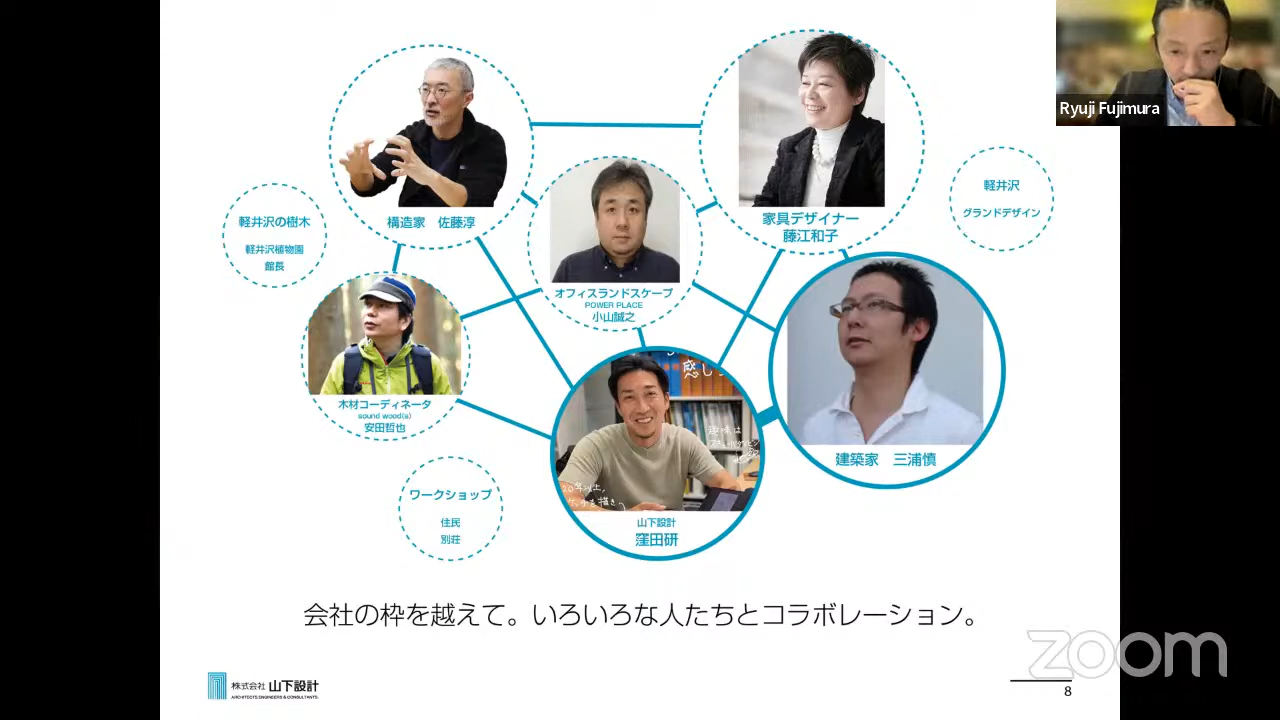 Ryuji Fujimura
構造家 佐藤淳
家具デザイナー
藤江和子
軽井沢
グランドデザイン
軽井沢の樹木
軽井沢植物園
館長
オフィスランドスケープ
POWER PLACE
小山誠之
木材コーディネータ
sound wood(s)
安田哲也
建築家 三浦慎
ワークショップ
住民
別荘
感じ
20年以上、
山下設計
窪田研
会社の枠を越えて。いろいろな人たちとコラボレーション。
zoom
株式会社 山下設計
ARCHITECTS, ENGINEERS & CONSULTANTS.
8